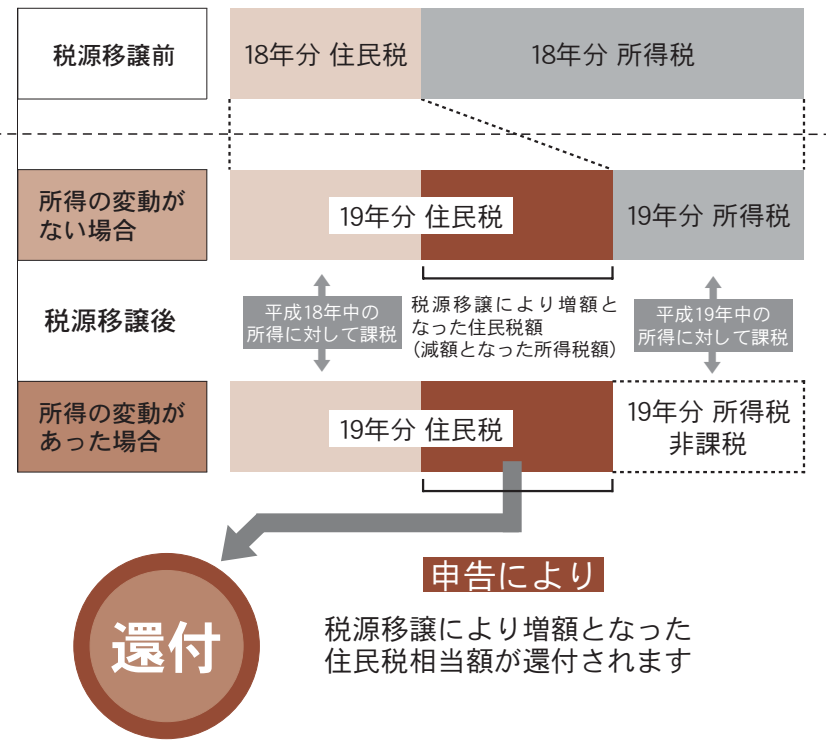 税源移譲前
18年分 住民税
18年分 所得税
所得の変動が
ない場合
19年分 住民税
19年分 所得税
税源移譲後
平成18年中の
所得に対して課税
税源移譲により増額と
なった住民税額
（減額となった所得税額）
平成19年中の
所得に対して課税
所得の変動が
あった場合
19年分 住民税
19年分 所得税
非課税
還付
申告により
税源移譲により増額となった
住民税相当額が還付されます